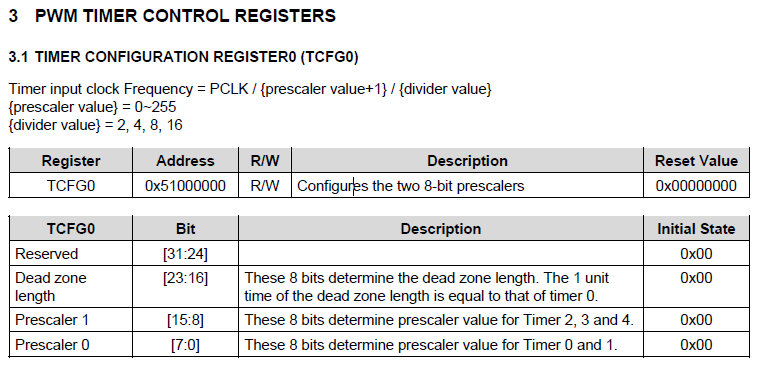 3 PWM TIMER CONTROL REGISTERS
3.1 TIMER CONFIGURATION REGISTER0 (TCFG0)
Timer input clock Frequency = PCLK / {prescaler value+1} / {divider value}
{prescaler value} = 0~255
{divider value} = 2, 4, 8, 16
Register Address R/W Description Reset Value
TCFG0 0x51000000 R/W Configures the two 8-bit prescalers 0x00000000
TCFG0 Bit Description Initial State
Reserved [31:24] 0x00
Dead zone length [23:16] These 8 bits determine the dead zone length. The 1 unit time of the dead zone length is equal to that of timer 0. 0x00
Prescaler 1 [15:8] These 8 bits determine prescaler value for Timer 2, 3 and 4. 0x00
Prescaler 0 [7:0] These 8 bits determine prescaler value for Timer 0 and 1. 0x00